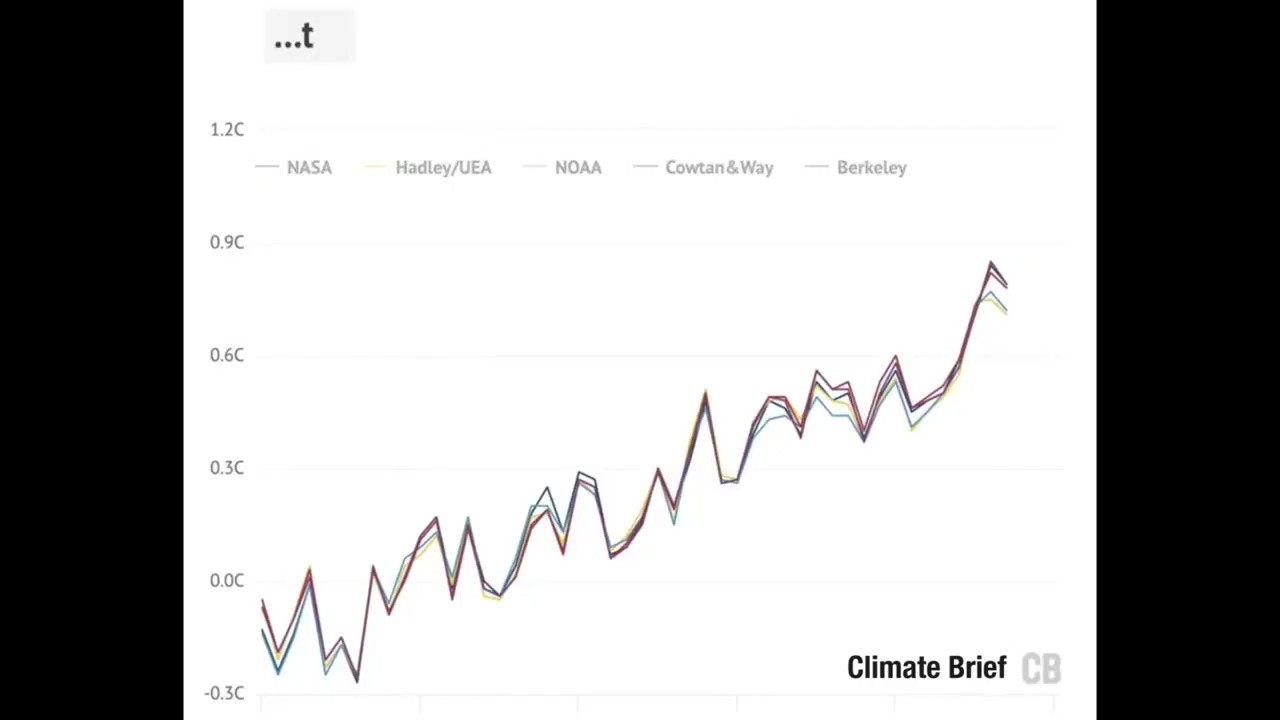 ...t
1.2C
NASA Hadley/UEA NOAA Cowtan&Way Berkeley
0.9C
0.6C
0.3C
0.0C
Climate Brief CB
-0.3C